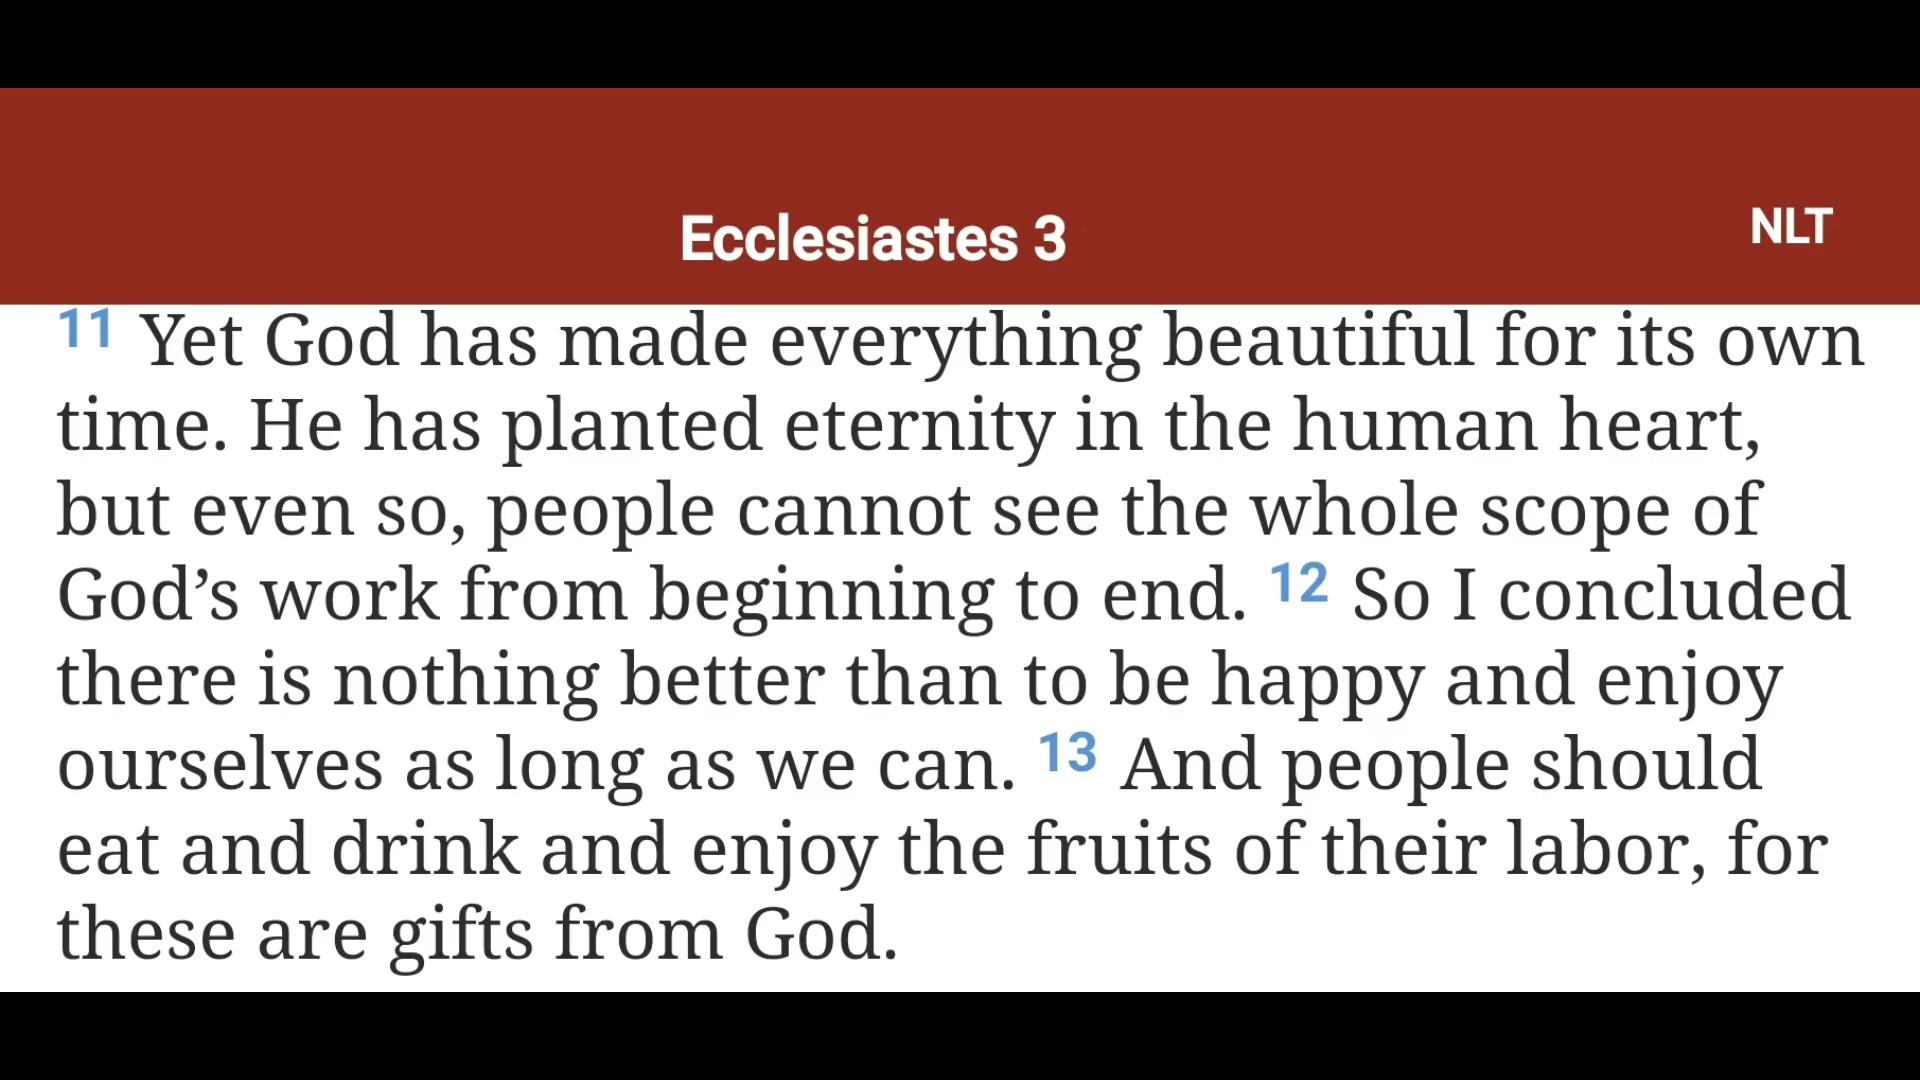 Ecclesiastes 3
NLT
11 Yet God has made everything beautiful for its own
time. He has planted eternity in the human heart,
but even so, people cannot see the whole scope of
God’s work from beginning to end. 12 So I concluded
there is nothing better than to be happy and enjoy
ourselves as long as we can. 13 And people should
eat and drink and enjoy the fruits of their labor, for
these are gifts from God.